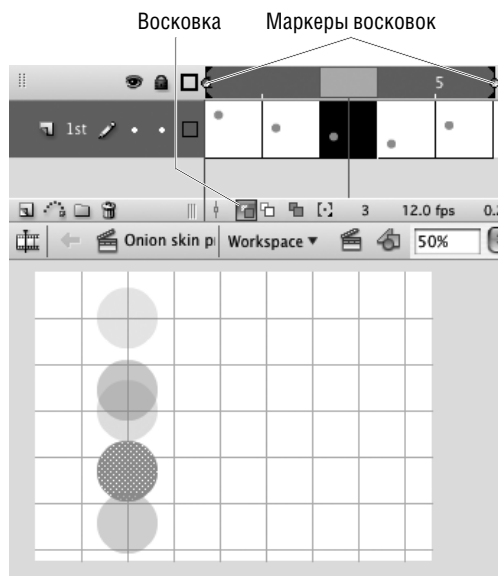 Восковка
Маркеры восковок
5
1st
3 12.0 fps
Onion skin
Workspace 50%